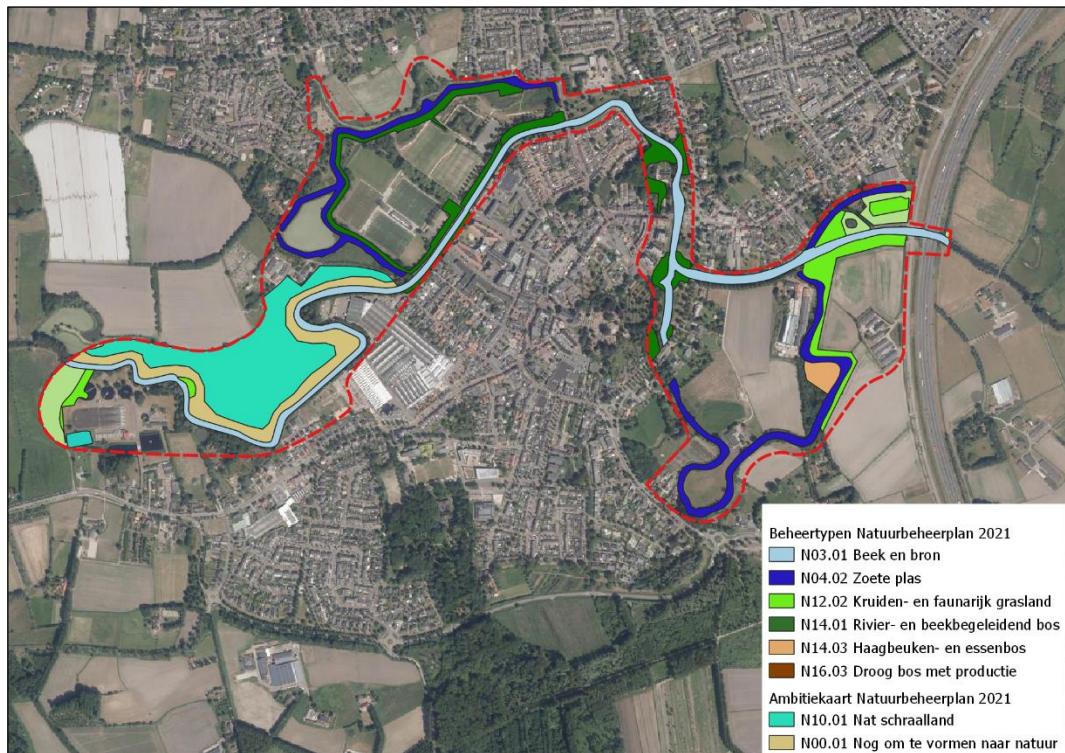 Beheertypen Natuurbeheerplan 2021
N03.01 Beek en bron
N04.02 Zoete plas
N12.02 Kruiden- en faunarijk grasland
N14.01 Rivier- en beekbegeleidend bos
N14.03 Haagbeuken- en essenbos
N16.03 Droog bos met productie
Ambitiekaart Natuurbeheerplan 2021
N10.01 Nat schraalland
N00.01 Nog om te vormen naar natuur